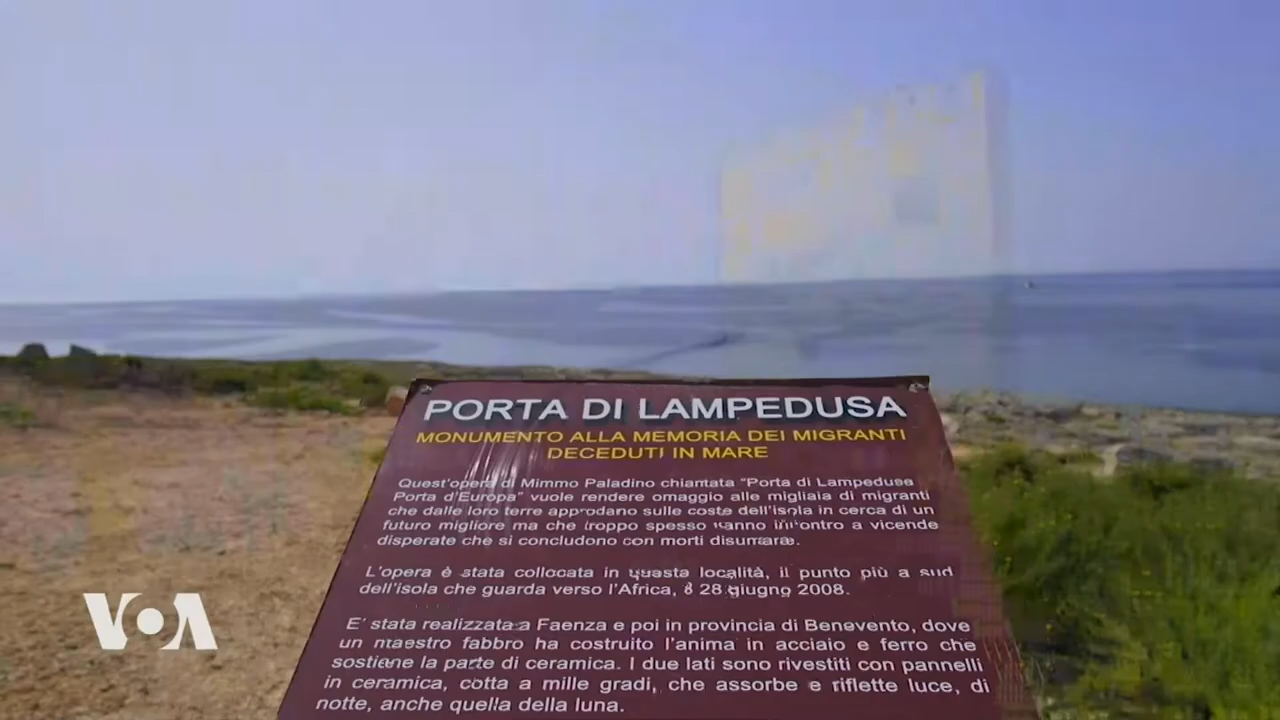 PORTA DI LAMPEDUSA
MONUMENTO ALLA MEMORIA DEI MIGRANTI
DECEDUTI IN MARE
Quest'opera di Mimmo Paladino chiamata "Porta di Lampedusa
Porta d'Europa" vuole rendere omaggio alle migliaia di migranti
che dalle loro terre approdano sulle coste dell'isola in cerca di un
futuro migliore ma che troppo spesso vanno incontro a vicende
disperate che si concludono con morti disumane.
L'opera è stata collocata in questa località, il punto più a sud
dell'isola che guarda verso l'Africa, 28 giugno 2008.
E' stata realizzata a Faenza e poi in provincia di Benevento, dove
un maestro fabbro ha costruito l'anima in acciaio e ferro che
sostiene la parte di ceramica. I due lati sono rivestiti con pannelli
in ceramica, cotta a mille gradi, che assorbe e riflette luce, di
notte, anche quella della luna.
VOA